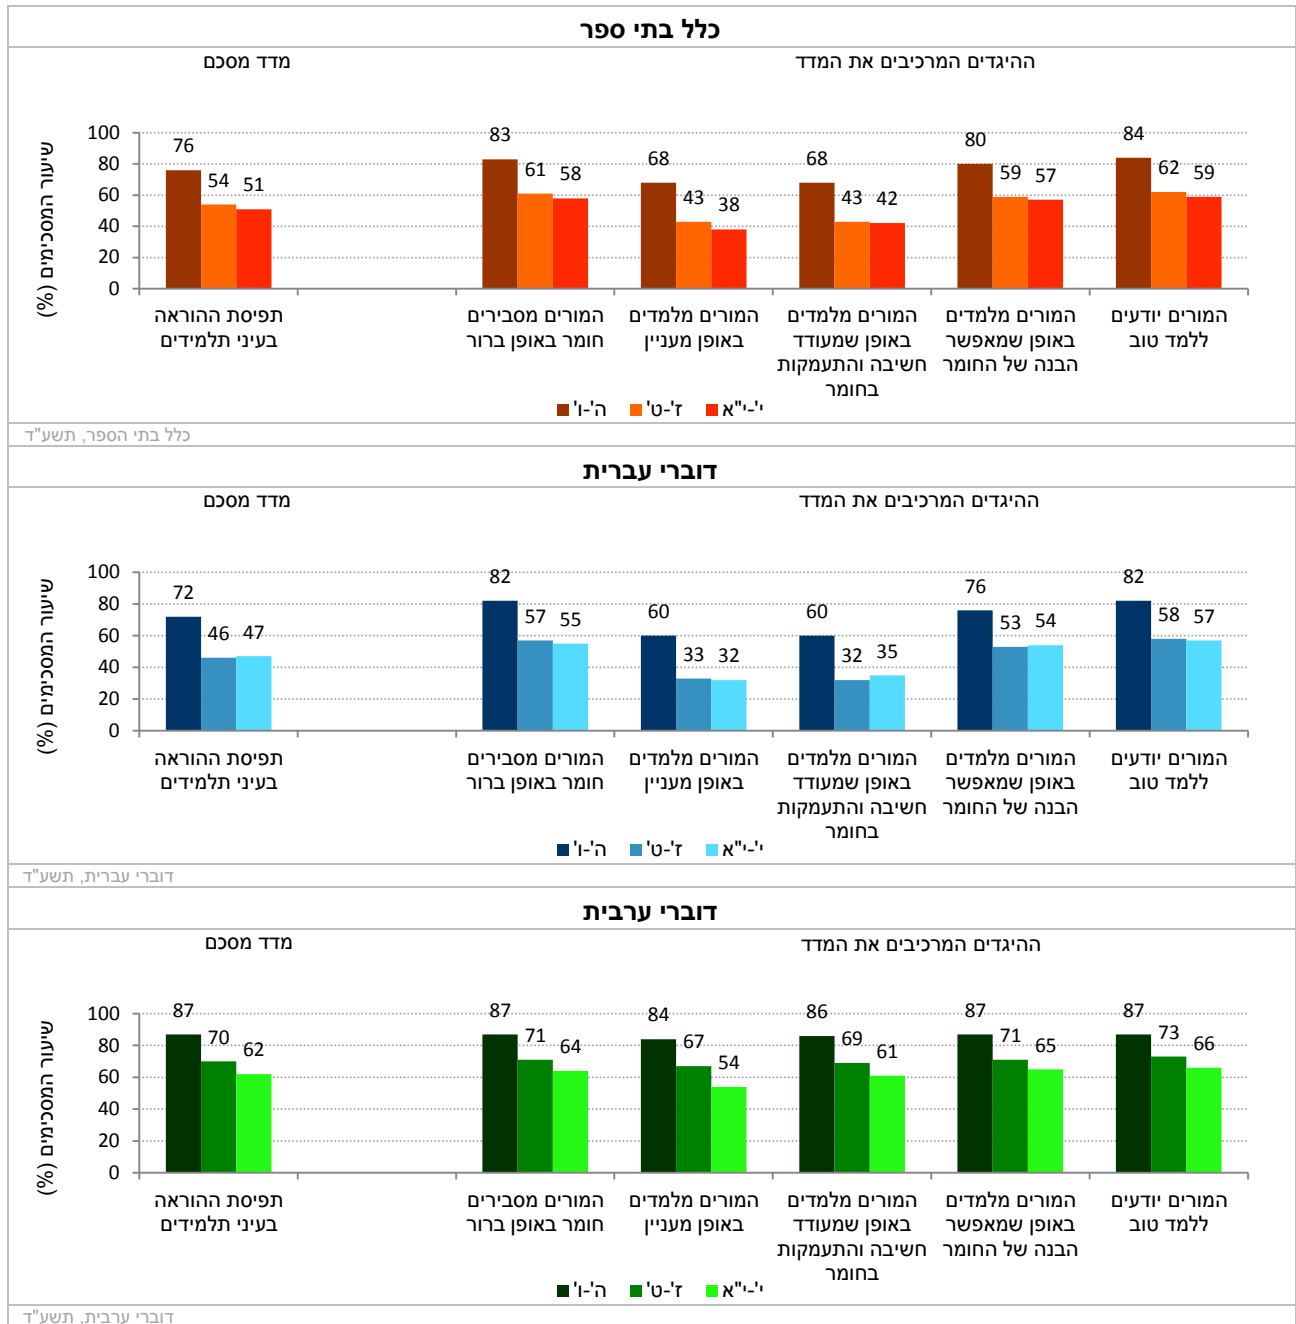 כלל בתי ספר
ההיגדים המרכיבים את המדד
מדד מסכם
שיעור המסכימים (%)
100
80
60
40
20
0
76 54 51
83 61 58
68 43 38
68 43 42
80 59 57
84 62 59
תפיסת ההוראה
בעיני תלמידים
המורים מסבירים
חומר באופן ברור
המורים מלמדים
באופן מעניין
המורים מלמדים
באופן שמעודד
חשיבה והתעמקות
בחומר
המורים מלמדים
באופן שמאפשר
הבנה של החומר
המורים יודעים
ללמד טוב
ה'-ו'
ז'-ט'
י'-י"א
כלל בתי הספר, תשע"ד
דוברי עברית
ההיגדים המרכיבים את המדד
מדד מסכם
שיעור המסכימים (%)
100
80
60
40
20
0
72 46 47
82 57 55
60 33 32
60 32 35
76 53 54
82 58 57
תפיסת ההוראה
בעיני תלמידים
המורים מסבירים
חומר באופן ברור
המורים מלמדים
באופן מעניין
המורים מלמדים
באופן שמעודד
חשיבה והתעמקות
בחומר
המורים מלמדים
באופן שמאפשר
הבנה של החומר
המורים יודעים
ללמד טוב
ה'-ו'
ז'-ט'
י'-י"א
דוברי עברית, תשע"ד
דוברי ערבית
ההיגדים המרכיבים את המדד
מדד מסכם
שיעור המסכימים (%)
100
80
60
40
20
0
87 70 62
87 71 64
84 67 54
86 69 61
87 71 65
87 73 66
תפיסת ההוראה
בעיני תלמידים
המורים מסבירים
חומר באופן ברור
המורים מלמדים
באופן מעניין
המורים מלמדים
באופן שמעודד
חשיבה והתעמקות
בחומר
המורים מלמדים
באופן שמאפשר
הבנה של החומר
המורים יודעים
ללמד טוב
ה'-ו'
ז'-ט'
י'-י"א
דוברי ערבית, תשע"ד